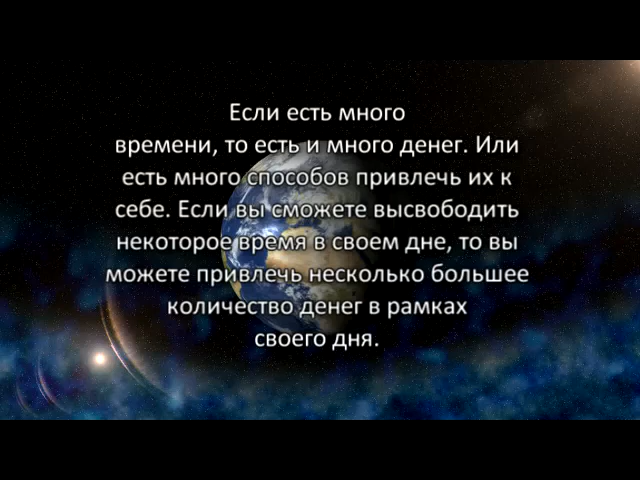 Если есть много
времени, то есть и много денег. Или
есть много способов привлечь их к
себе. Если вы сможете высвободить
некоторое время в своем дне, то вы
можете привлечь несколько большее
количество денег в рамках
своего дня.